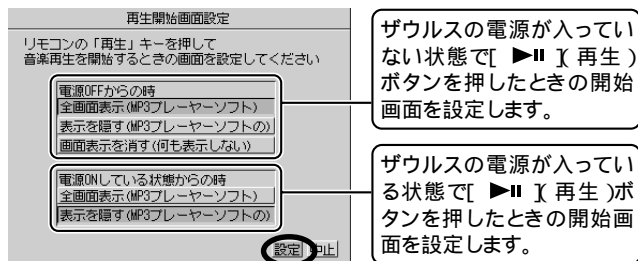 再生開始画面設定
リモコンの「再生」キーを押して
音楽再生を開始するときの画面を設定してください
電源OFFからの時
全画面表示(MP3プレーヤーソフト)
表示を隠す(MP3プレーヤーソフトの)
画面表示を消す(何も表示しない)
電源ONしている状態からの時
全画面表示(MP3プレーヤーソフト)
表示を隠す(MP3プレーヤーソフトの)
設定 中止
ザウルスの電源が入ってい
ない状態で[ ▶II ](再生)
ボタンを押したときの開始
画面を設定します。
ザウルスの電源が入ってい
る状態で[ ▶II ](再生)ボ
タンを押したときの開始画
面を設定します。